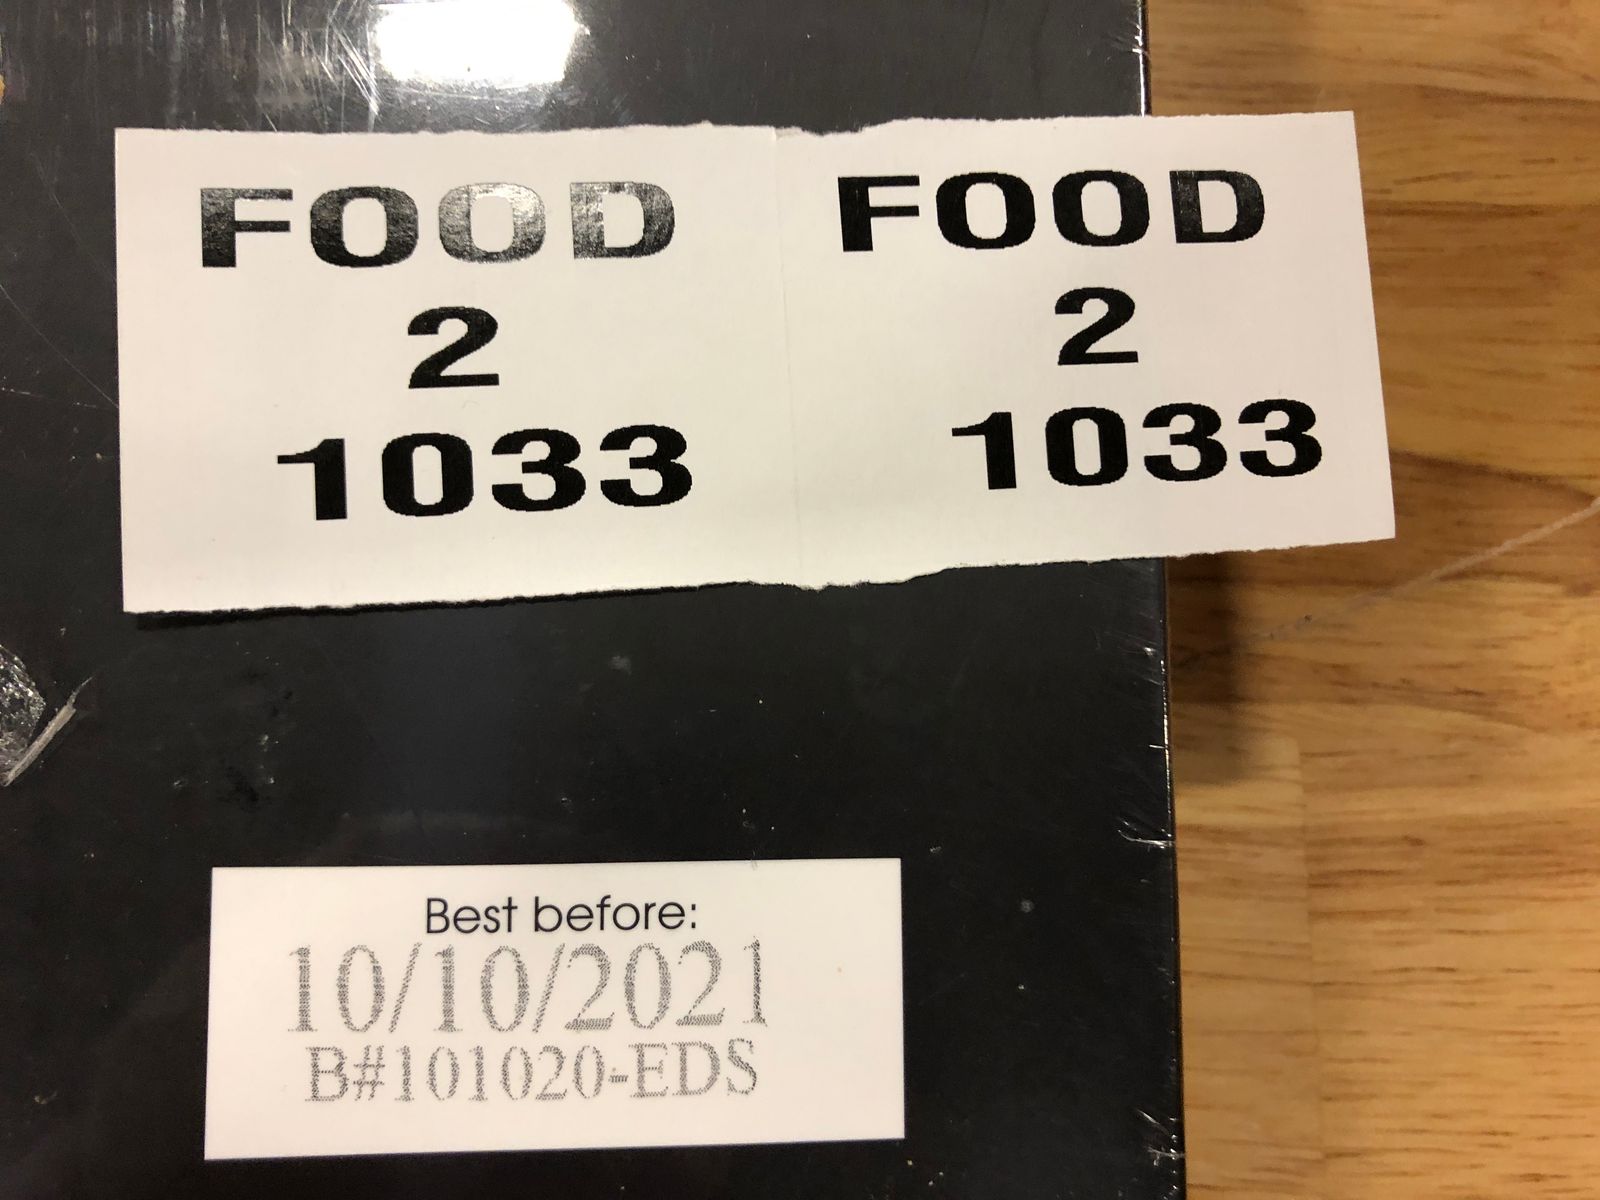 FOOD FOOD
2 2
1033 1033
Best before:
10/10/2021
B#101020-EDS